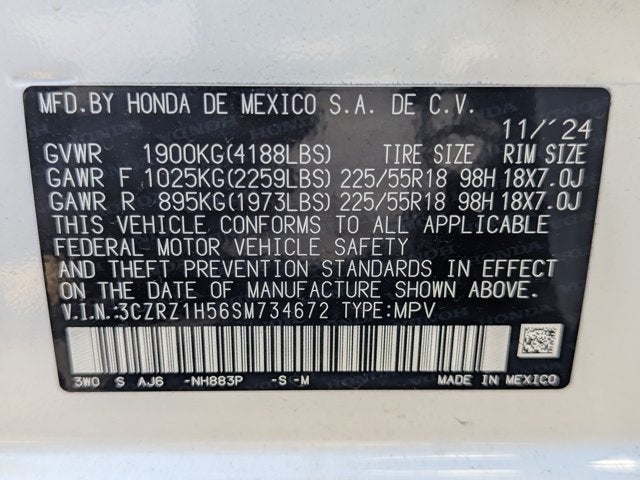 MFD.BY HONDA DE MEXICO S.A. DE C.V.
11/´24
GVWR 1900KG(4188LBS) TIRE SIZE RIM SIZE
GAWR F 1025KG(2259LBS) 225/55R18 98H 18X7.0J
GAWR R 895KG(1973LBS) 225/55R18 98H 18X7.0J
THIS VEHICLE CONFORMS TO ALL APPLICABLE
FEDERAL MOTOR VEHICLE SAFETY
AND THEFT PREVENTION STANDARDS IN EFFECT
ON THE DATE OF MANUFACTURE SHOWN ABOVE.
V.I.N.:3CZRZ1H56SM734672 TYPE:MPV
3WO S AJ6 -NH883P -S-M
MADE IN MEXICO